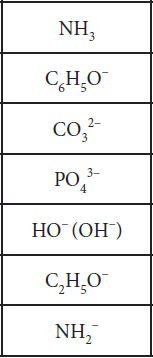 NH₃
C₆H₅O⁻
CO₃²⁻
PO₄³⁻
HO⁻ (OH⁻)
C₂H₅O⁻
NH₂⁻